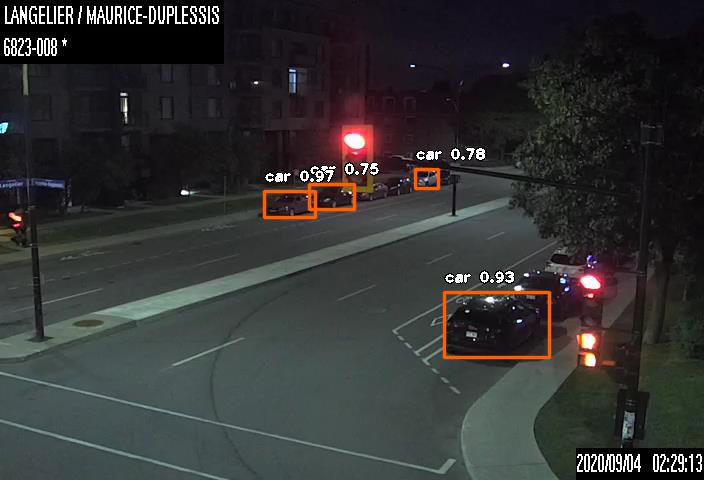 LANGELIER / MAURICE-DUPLESSIS
6823-008 *
car 0.78
car 0.97
car 0.75
Langelier
car 0.93
2020/09/04 02:29:13